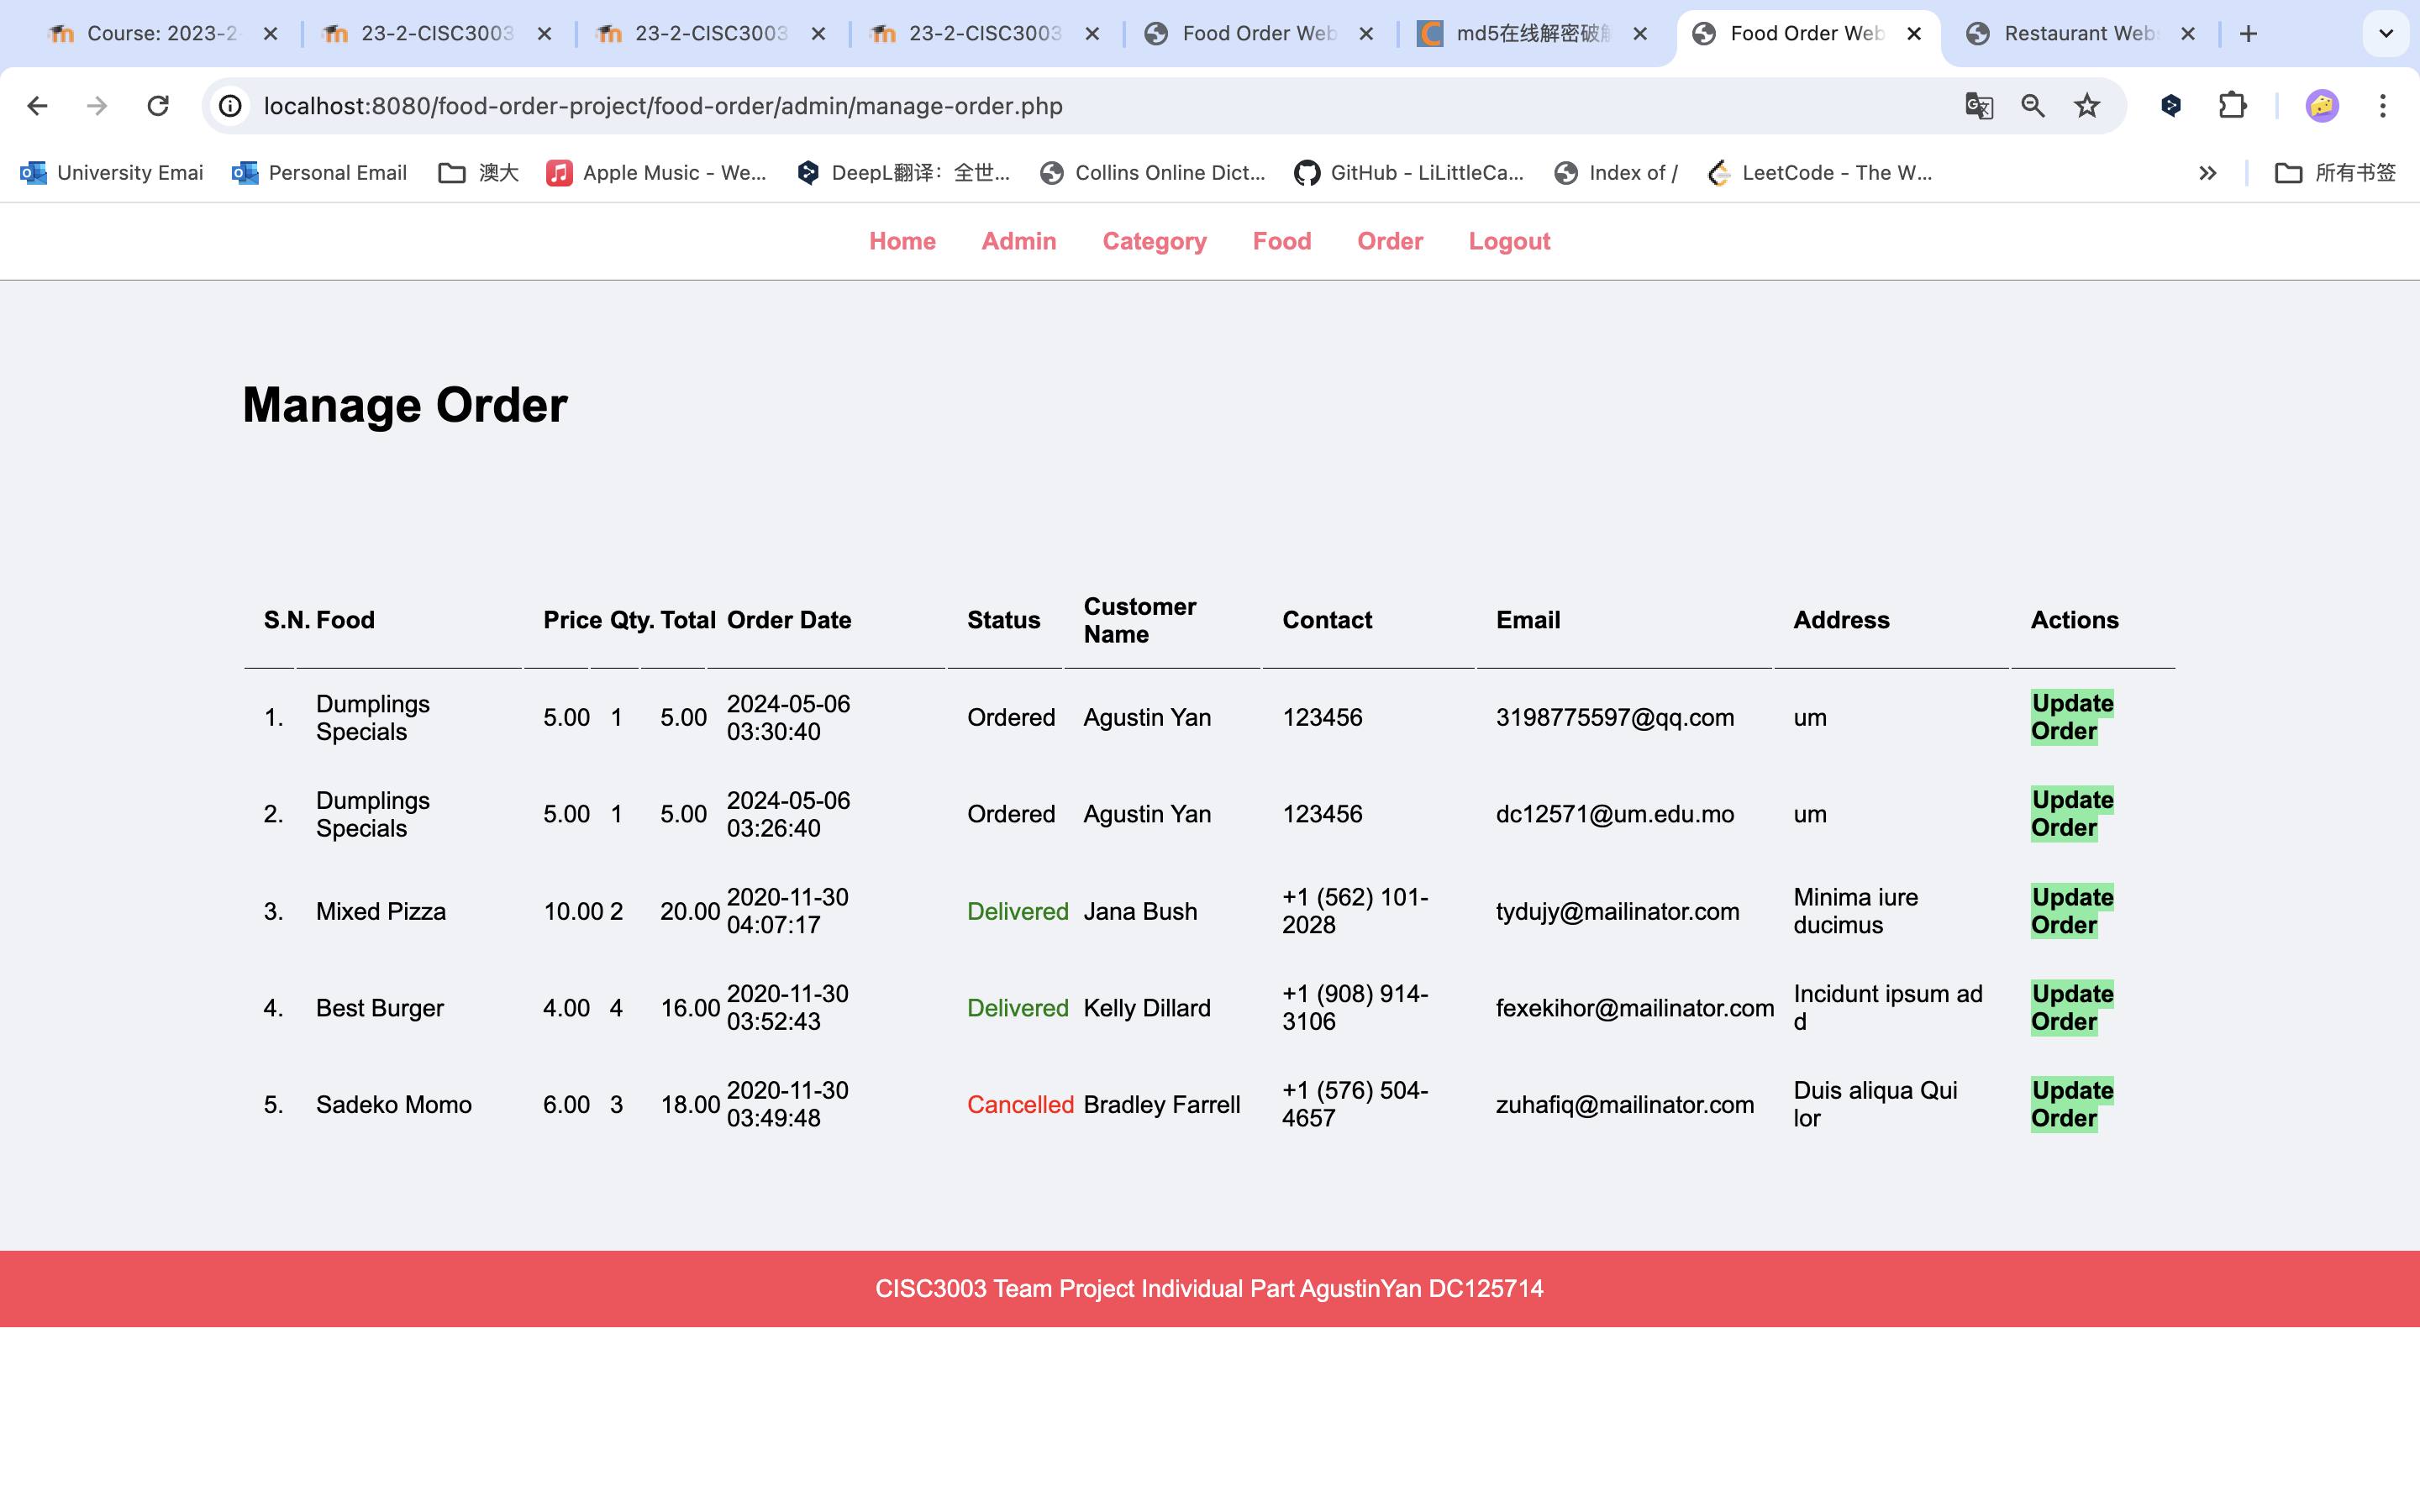 Course: 2023-2
23-2-CISC3003
23-2-CISC3003
23-2-CISC3003
Food Order Web
md5在线解密破解
Food Order Web
Restaurant Webs
localhost:8080/food-order-project/food-order/admin/manage-order.php
University Emai
Personal Email
澳大
Apple Music - We...
DeepL翻译：全世...
Collins Online Dict...
GitHub - LiLittleCa...
Index of /
LeetCode - The W...
所有书签
Home Admin Category Food Order Logout
Manage Order
S.N. Food Price Qty. Total Order Date Status Customer Name Contact Email Address Actions
1. Dumplings Specials 5.00 1 5.00 2024-05-06 03:30:40 Ordered Agustin Yan 123456 3198775597@qq.com um Update Order
2. Dumplings Specials 5.00 1 5.00 2024-05-06 03:26:40 Ordered Agustin Yan 123456 dc12571@um.edu.mo um Update Order
3. Mixed Pizza 10.00 2 20.00 2020-11-30 04:07:17 Delivered Jana Bush +1 (562) 101-2028 tydujy@mailinator.com Minima iure ducimus Update Order
4. Best Burger 4.00 4 16.00 2020-11-30 03:52:43 Delivered Kelly Dillard +1 (908) 914-3106 fexekihor@mailinator.com Incidunt ipsum ad d Update Order
5. Sadeko Momo 6.00 3 18.00 2020-11-30 03:49:48 Cancelled Bradley Farrell +1 (576) 504-4657 zuhafiq@mailinator.com Duis aliqua Qui lor Update Order
CISC3003 Team Project Individual Part AgustinYan DC125714